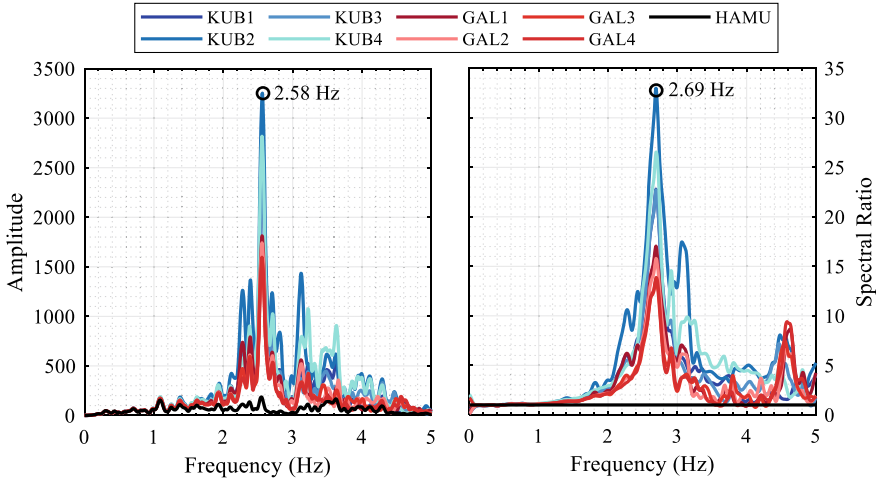 KUB1 KUB3 GAL1 GAL3 HAMU
KUB2 KUB4 GAL2 GAL4
3500
3000
2500
2000
1500
1000
500
0
Amplitude
2.58 Hz
0 1 2 3 4 5
Frequency (Hz)
2.69 Hz
35
30
25
20
15
10
5
0
Spectral Ratio
0 1 2 3 4 5
Frequency (Hz)